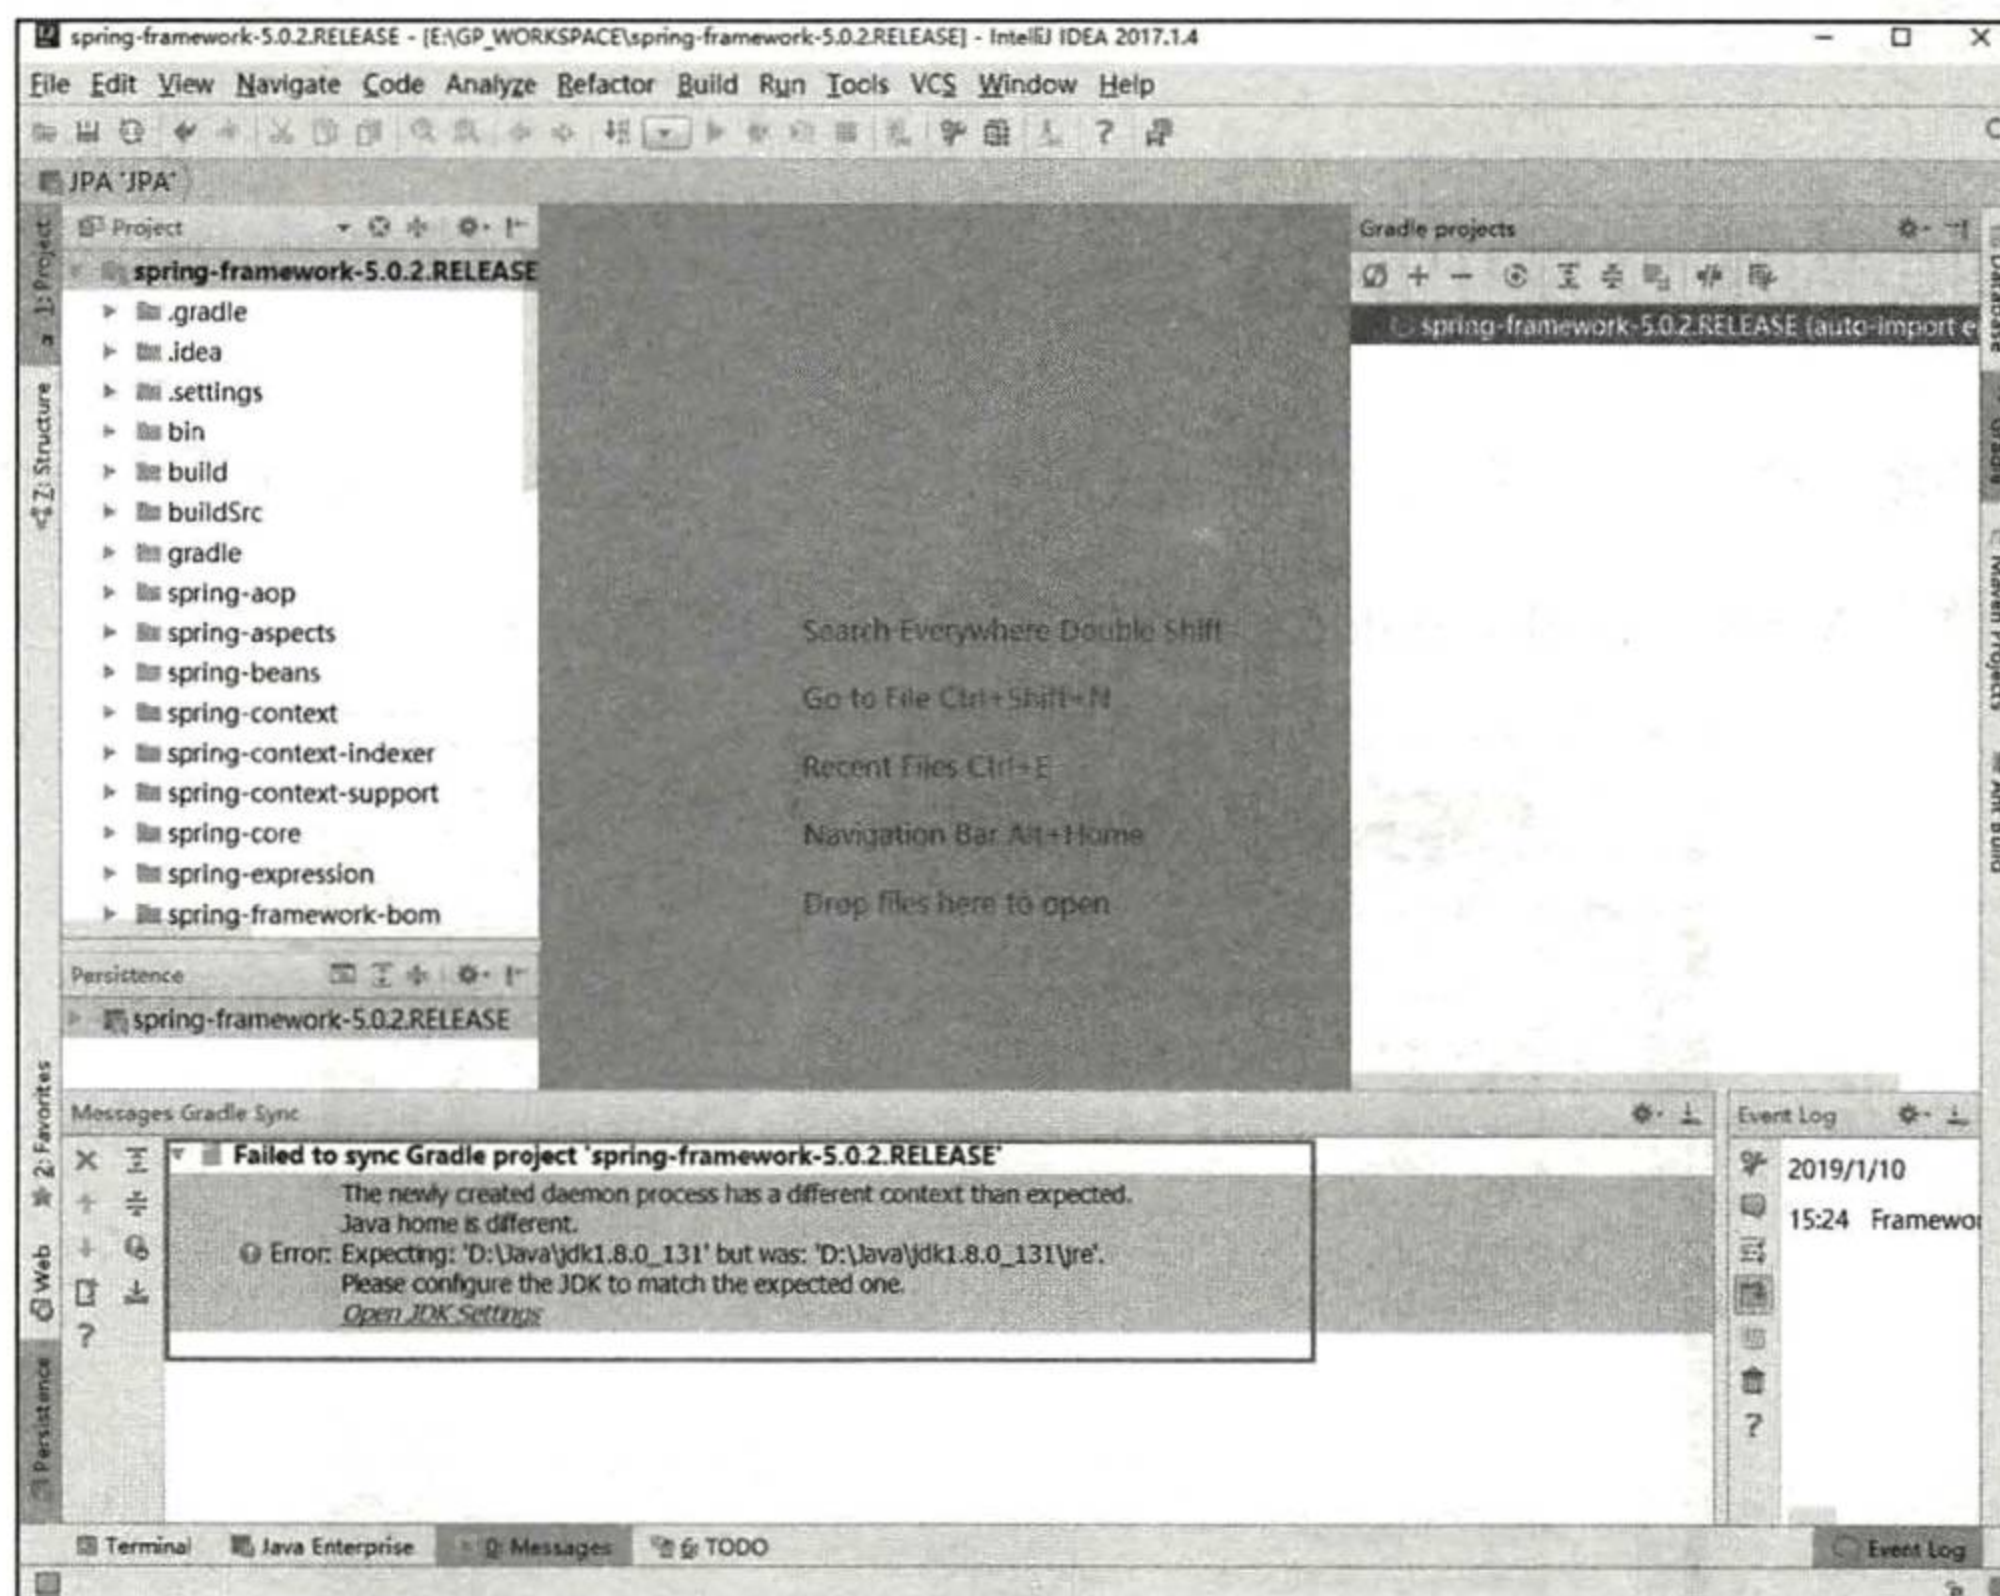 spring-framework-5.0.2.RELEASE - [E:\GP_WORKSPACE\spring-framework-5.0.2.RELEASE] - IntelliJ IDEA 2017.1.4
File Edit View Navigate Code Analyze Refactor Build Run Tools VCS Window Help
JPA 'JPA'
1: Project
Z: Structure
2: Favorites
Web
Persistence
Project
spring-framework-5.0.2.RELEASE
.gradle
.idea
.settings
bin
build
buildSrc
gradle
spring-aop
spring-aspects
spring-beans
spring-context
spring-context-indexer
spring-context-support
spring-core
spring-expression
spring-framework-bom
Persistence
spring-framework-5.0.2.RELEASE
Search Everywhere Double Shift
Go to File Ctrl+Shift+N
Recent Files Ctrl+E
Navigation Bar Alt+Home
Drop files here to open
Gradle projects
spring-framework-5.0.2.RELEASE (auto-import e
Database
Gradle
Maven Projects
Ant Build
Messages Gradle Sync
Failed to sync Gradle project 'spring-framework-5.0.2.RELEASE'
The newly created daemon process has a different context than expected.
Java home is different.
Error: Expecting: 'D:\Java\jdk1.8.0_131' but was: 'D:\Java\jdk1.8.0_131\jre'.
Please configure the JDK to match the expected one.
Open JDK Settings
Event Log
2019/1/10
15:24 Framewor
Terminal Java Enterprise 0: Messages 6: TODO
Event Log